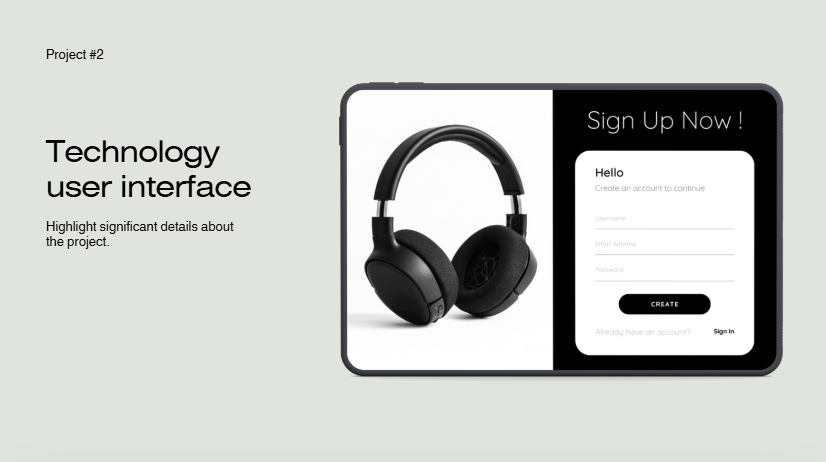 Project #2
Technology
user interface
Highlight significant details about
the project.
Sign Up Now !
Hello
Create an account to continue
Username
Email Address
Password
CREATE
Already have an account? Sign In